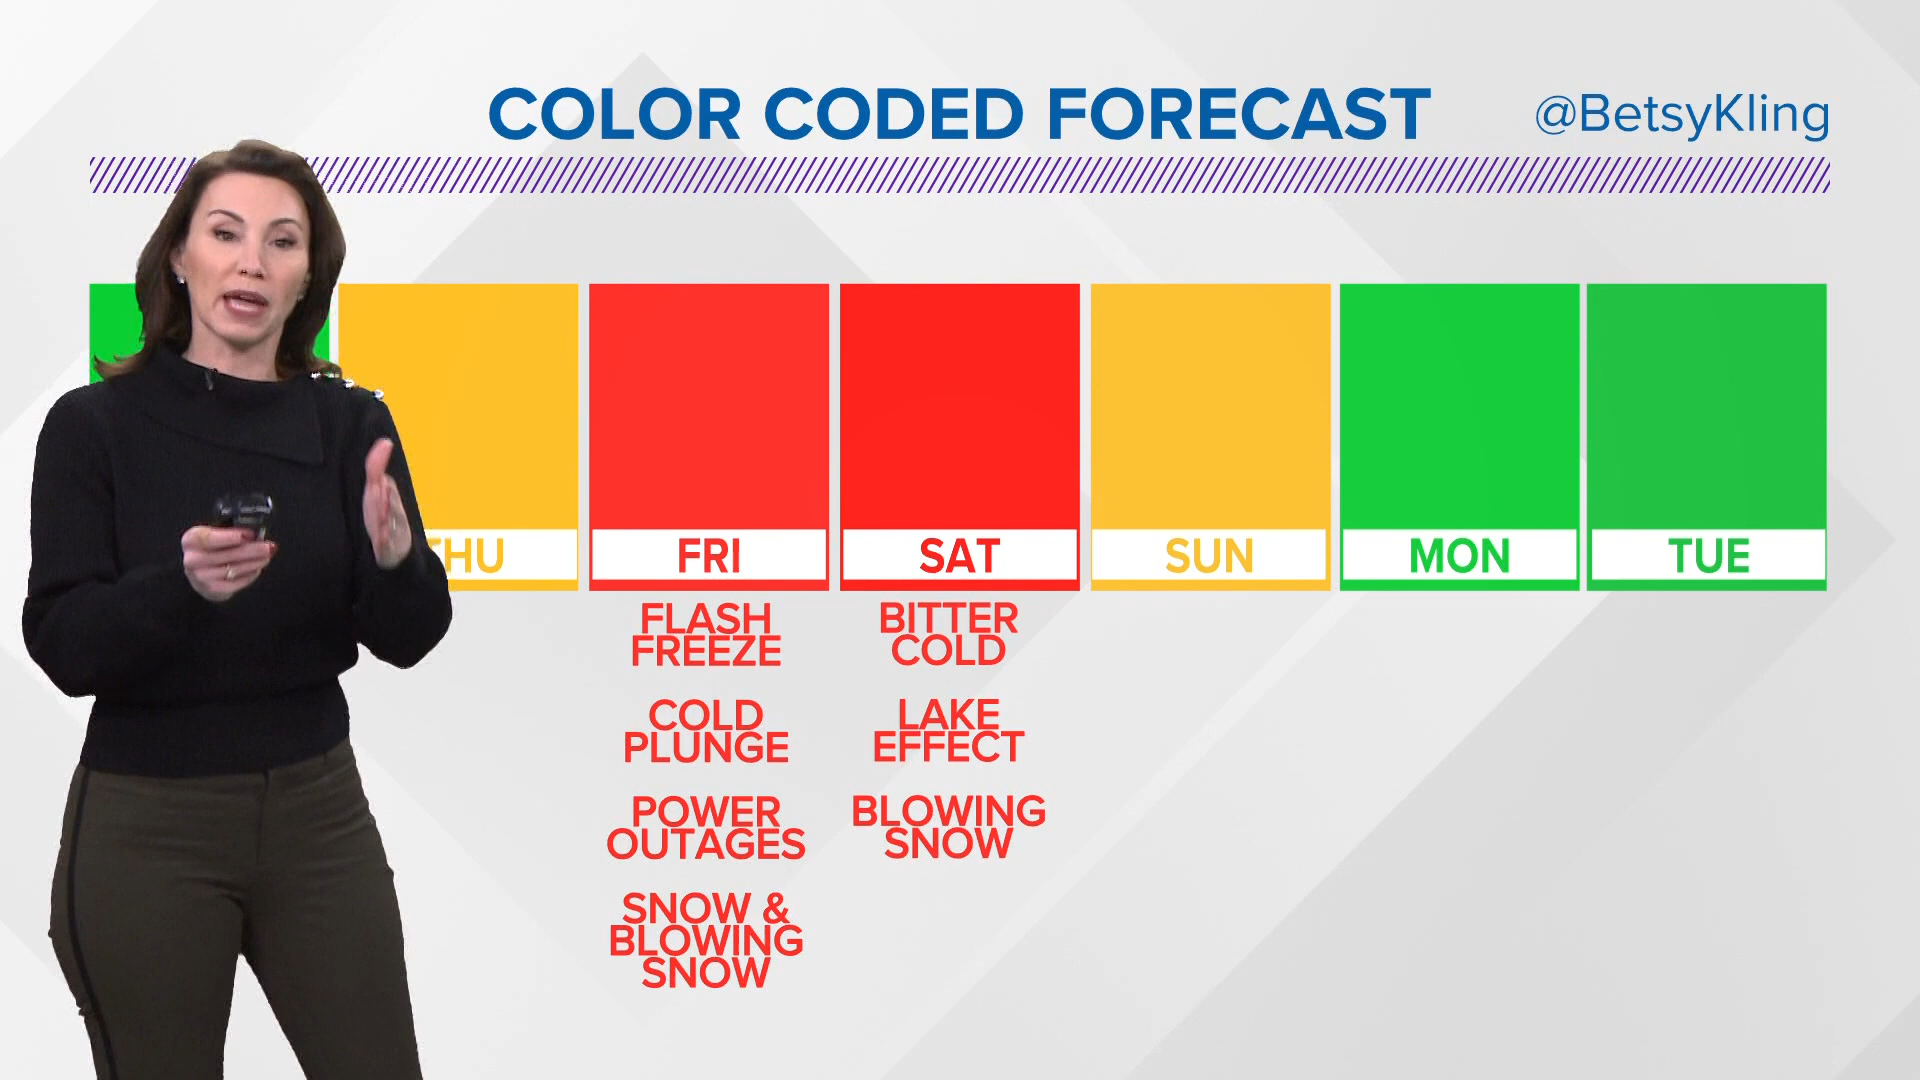 COLOR CODED FORECAST
@BetsyKling
THU
FRI
SAT
SUN
MON
TUE
FLASH
FREEZE
COLD
PLUNGE
POWER
OUTAGES
SNOW &
BLOWING
SNOW
BITTER
COLD
LAKE
EFFECT
BLOWING
SNOW